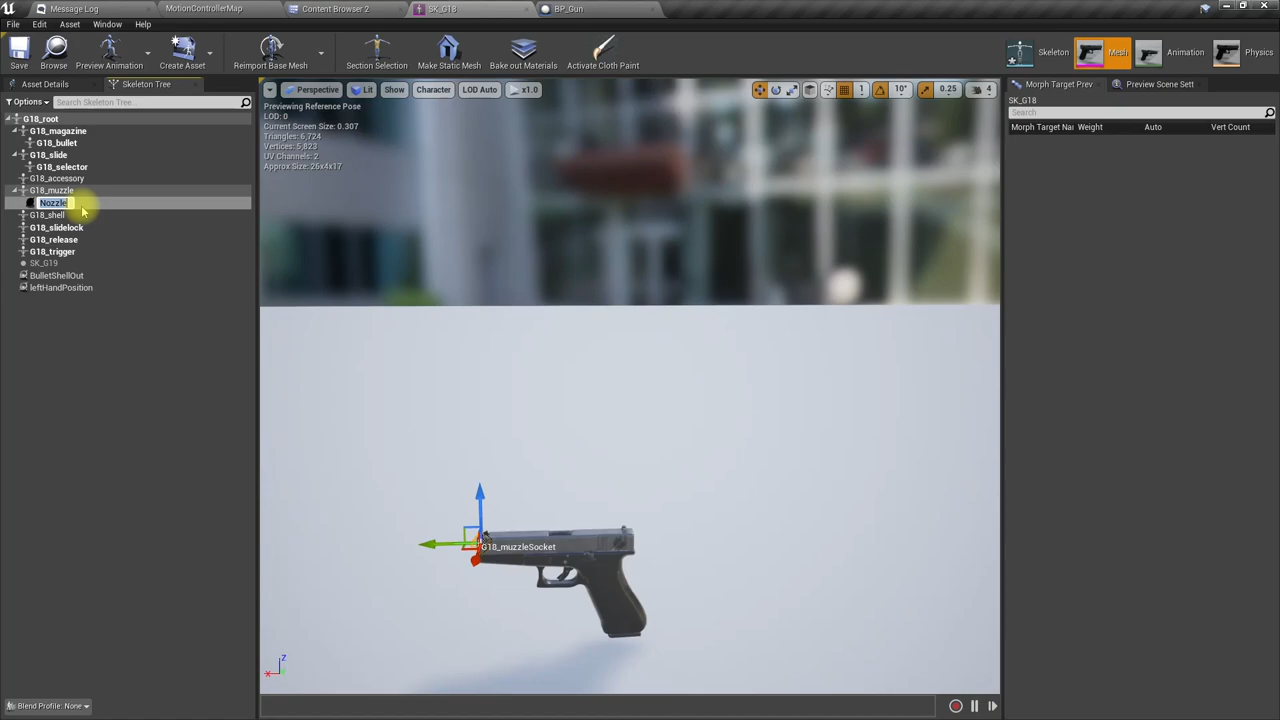 Message Log
MotionControllerMap
Content Browser 2
SK_G18
BP_Gun
File
Edit
Asset
Window
Help
Save
Browse
Preview Animation
Create Asset
Reimport Base Mesh
Section Selection
Make Static Mesh
Bake out Materials
Activate Cloth Paint
Skeleton
Mesh
Animation
Physics
Asset Details
Skeleton Tree
Options
Search Skeleton Tree...
G18_root
G18_magazine
G18_bullet
G18_slide
G18_selector
G18_accessory
G18_muzzle
Nozzle
G18_shell
G18_slidelock
G18_release
G18_trigger
SK_G19
BulletShellOut
leftHandPosition
Blend Profile: None
Perspective
Lit
Show
Character
LOD Auto
x1.0
1
10°
0.25
4
Previewing Reference Pose
LOD: 0
Current Screen Size: 0.307
Triangles: 6,724
Vertices: 5,823
UV Channels: 2
Approx Size: 26x4x17
G18_muzzleSocket
Z
X
Morph Target Prev
Preview Scene Sett
SK_G18
Search
Morph Target Nar
Weight
Auto
Vert Count